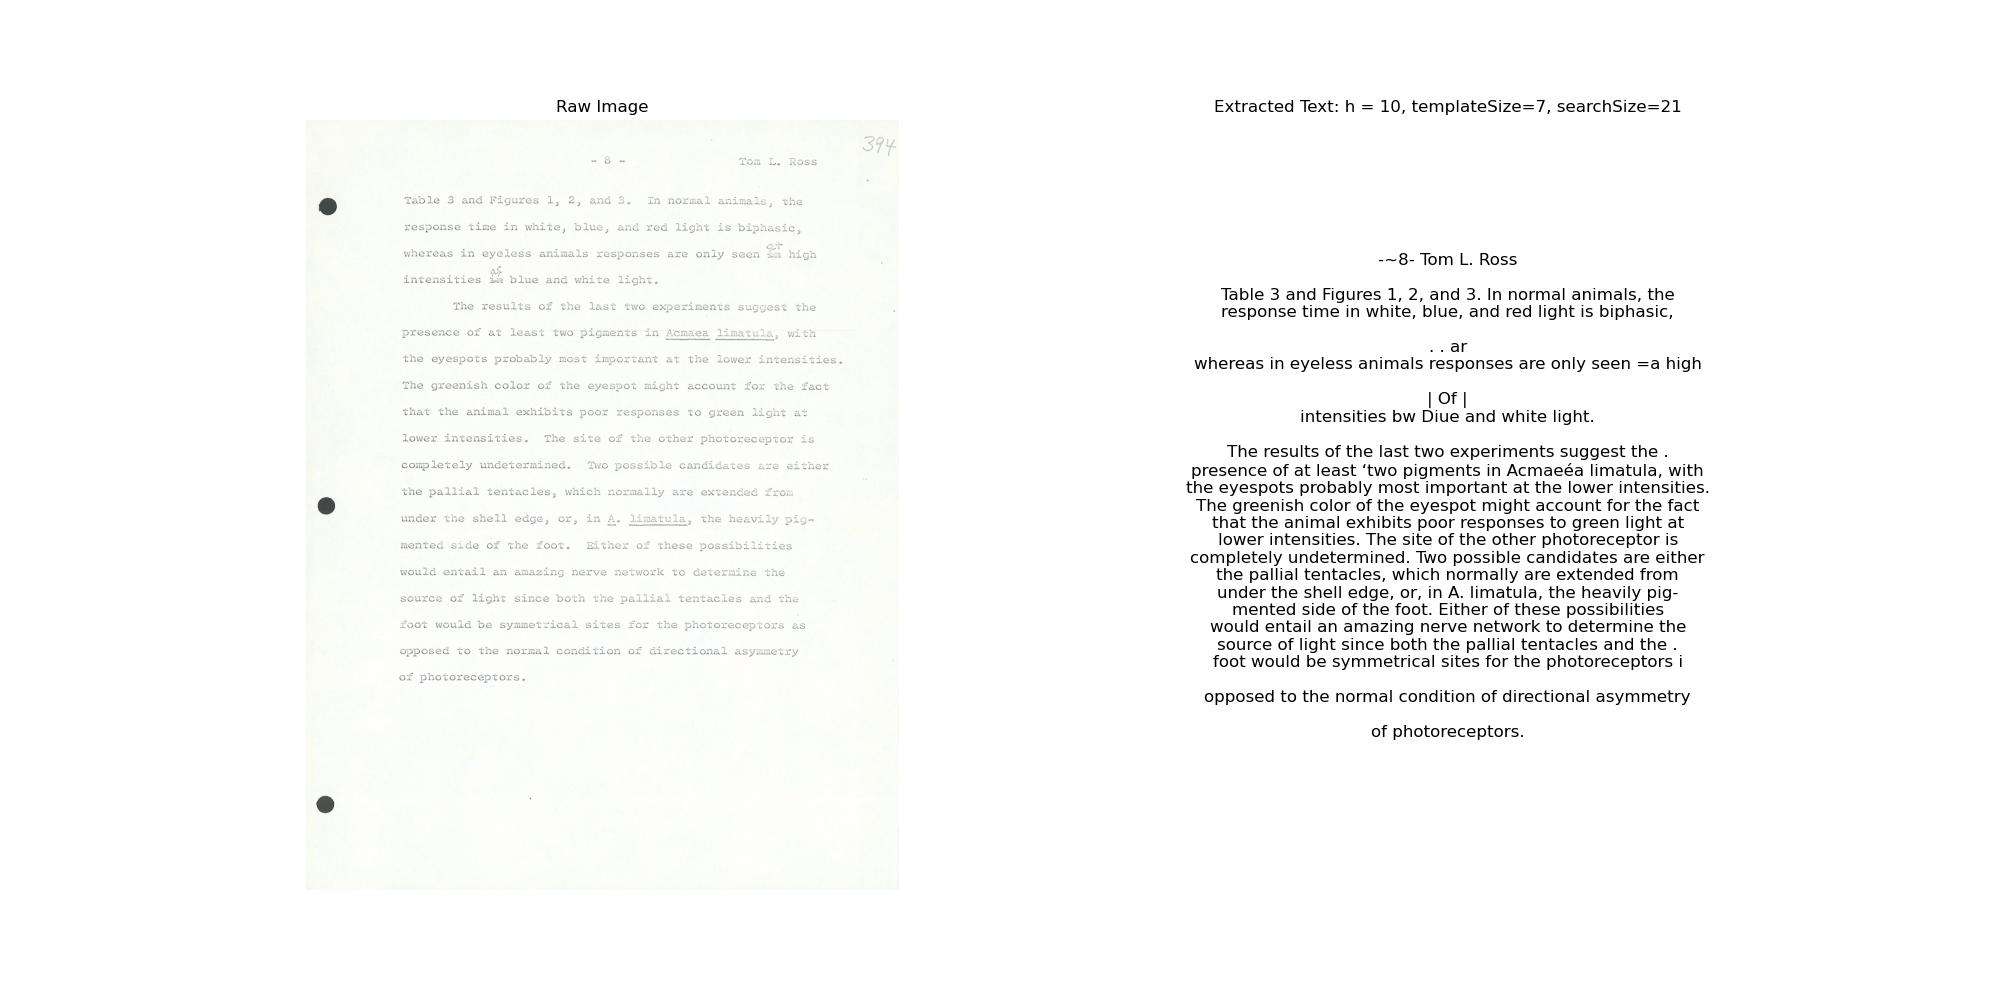 Raw Image
394
- 8 - Tom L. Ross
Table 3 and Figures 1, 2, and 3. In normal animals, the
response time in white, blue, and red light is biphasic,
whereas in eyeless animals responses are only seen at high
intensities of blue and white light.
The results of the last two experiments suggest the
presence of at least two pigments in Acmaea limatula, with
the eyespots probably most important at the lower intensities.
The greenish color of the eyespot might account for the fact
that the animal exhibits poor responses to green light at
lower intensities. The site of the other photoreceptor is
completely undetermined. Two possible candidates are either
the pallial tentacles, which normally are extended from
under the shell edge, or, in A. limatula, the heavily pig-
mented side of the foot. Either of these possibilities
would entail an amazing nerve network to determine the
source of light since both the pallial tentacles and the
foot would be symmetrical sites for the photoreceptors as
opposed to the normal condition of directional asymmetry
of photoreceptors.
Extracted Text: h = 10, templateSize=7, searchSize=21
-~8- Tom L. Ross
Table 3 and Figures 1, 2, and 3. In normal animals, the
response time in white, blue, and red light is biphasic,
. . ar
whereas in eyeless animals responses are only seen =a high
| Of |
intensities bw Diue and white light.
The results of the last two experiments suggest the .
presence of at least ‘two pigments in Acmaeéa limatula, with
the eyespots probably most important at the lower intensities.
The greenish color of the eyespot might account for the fact
that the animal exhibits poor responses to green light at
lower intensities. The site of the other photoreceptor is
completely undetermined. Two possible candidates are either
the pallial tentacles, which normally are extended from
under the shell edge, or, in A. limatula, the heavily pig-
mented side of the foot. Either of these possibilities
would entail an amazing nerve network to determine the
source of light since both the pallial tentacles and the .
foot would be symmetrical sites for the photoreceptors i
opposed to the normal condition of directional asymmetry
of photoreceptors.